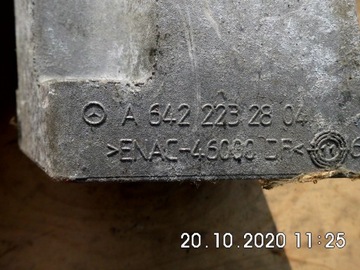 A 642 223 28 04
>ENAC-46000 DF<
20.10.2020 11:25